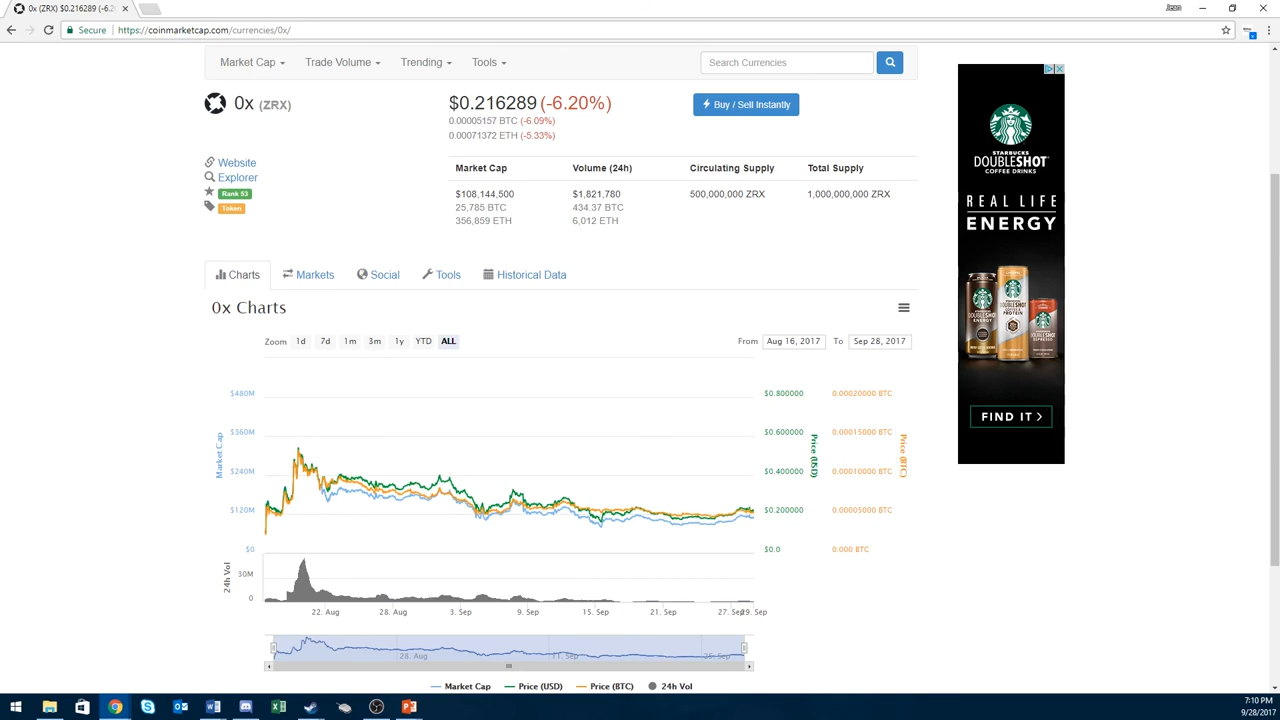 0x (ZRX) $0.216289 (-6.2
Secure
https://coinmarketcap.com/currencies/0x/
Market Cap
Trade Volume
Trending
Tools
Search Currencies
0x (ZRX)
$0.216289 (-6.20%)
0.00005157 BTC (-6.09%)
0.00071372 ETH (-5.33%)
Buy / Sell Instantly
Website
Explorer
Rank 53
Token
Market Cap Volume (24h) Circulating Supply Total Supply
$108,144,500 $1,821,780 500,000,000 ZRX 1,000,000,000 ZRX
25,785 BTC 434.37 BTC
356,859 ETH 6,012 ETH
Charts Markets Social Tools Historical Data
0x Charts
Zoom 1d 7d 1m 3m 1y YTD ALL
From Aug 16, 2017 To Sep 28, 2017
$480M $0.800000 0.00020000 BTC
$360M $0.600000 0.00015000 BTC
$240M $0.400000 0.00010000 BTC
$120M $0.200000 0.00005000 BTC
$0 $0.0 0.000 BTC
Market Cap
Price (USD)
Price (BTC)
24h Vol
30M
0
22. Aug 28. Aug 3. Sep 9. Sep 15. Sep 21. Sep 27. Sep 29. Sep
28. Aug 11. Sep 25. Sep
Market Cap Price (USD) Price (BTC) 24h Vol
STARBUCKS
DOUBLESHOT
COFFEE DRINKS
REAL LIFE
ENERGY
FIND IT >
7:10 PM
9/28/2017